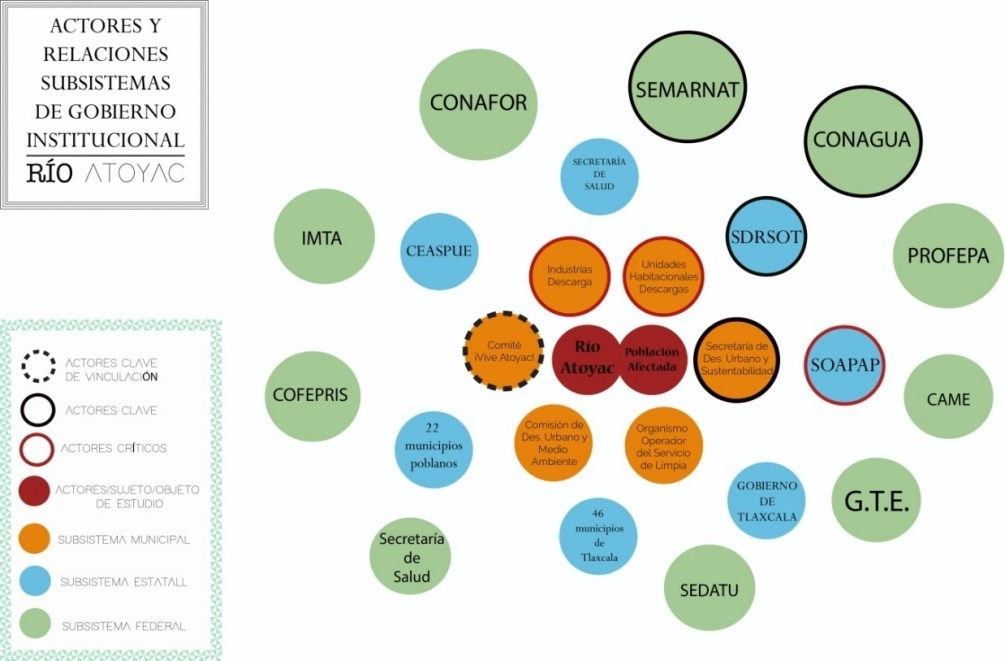 ACTORES Y
RELACIONES
SUBSISTEMAS
DE GOBIERNO
INSTITUCIONAL
RÍO ATOYAC
ACTORES CLAVE
DE VINCULACIÓN
ACTORES CLAVE
ACTORES CRÍTICOS
ACTORES/SUJETO/OBJETO
DE ESTUDIO
SUBSISTEMA MUNICIPAL
SUBSISTEMA ESTATALL
SUBSISTEMA FEDERAL
CONAFOR
SEMARNAT
CONAGUA
SECRETARÍA
DE
SALUD
IMTA
CEASPUE
SDRSOT
PROFEPA
Industrias
Descarga
Unidades
Habitacionales
Descargas
Comité
¡Vive Atoyac!
Río
Atoyac
Población
Afectada
Secretaria de
Des. Urbano y
Sustentabilidad
SOAPAP
COFEPRIS
CAME
22
municipios
poblanos
Comisión de
Des. Urbano y
Medio
Ambiente
Organismo
Operador
del Servicio
de Limpia
GOBIERNO
DE
TLAXCALA
G.T.E.
Secretaría
de
Salud
46
municipios
de
Tlaxcala
SEDATU